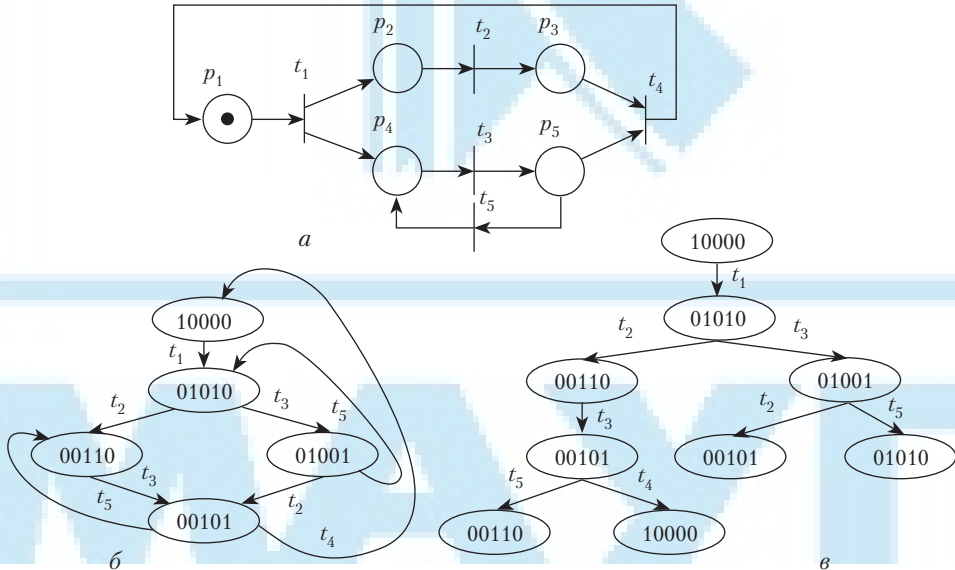 p2 t2 p3
p1 t1 t4
p4 t3 p5
t5
а
10000
t1
01010
t2 t3
00110 01001
t3 t2 t5
00101 00101 01010
t5 t4
00110 10000
в
10000
t1
01010
t2 t3 t5
00110 01001
t3
t5 t2
00101
t4
б
МАУТ